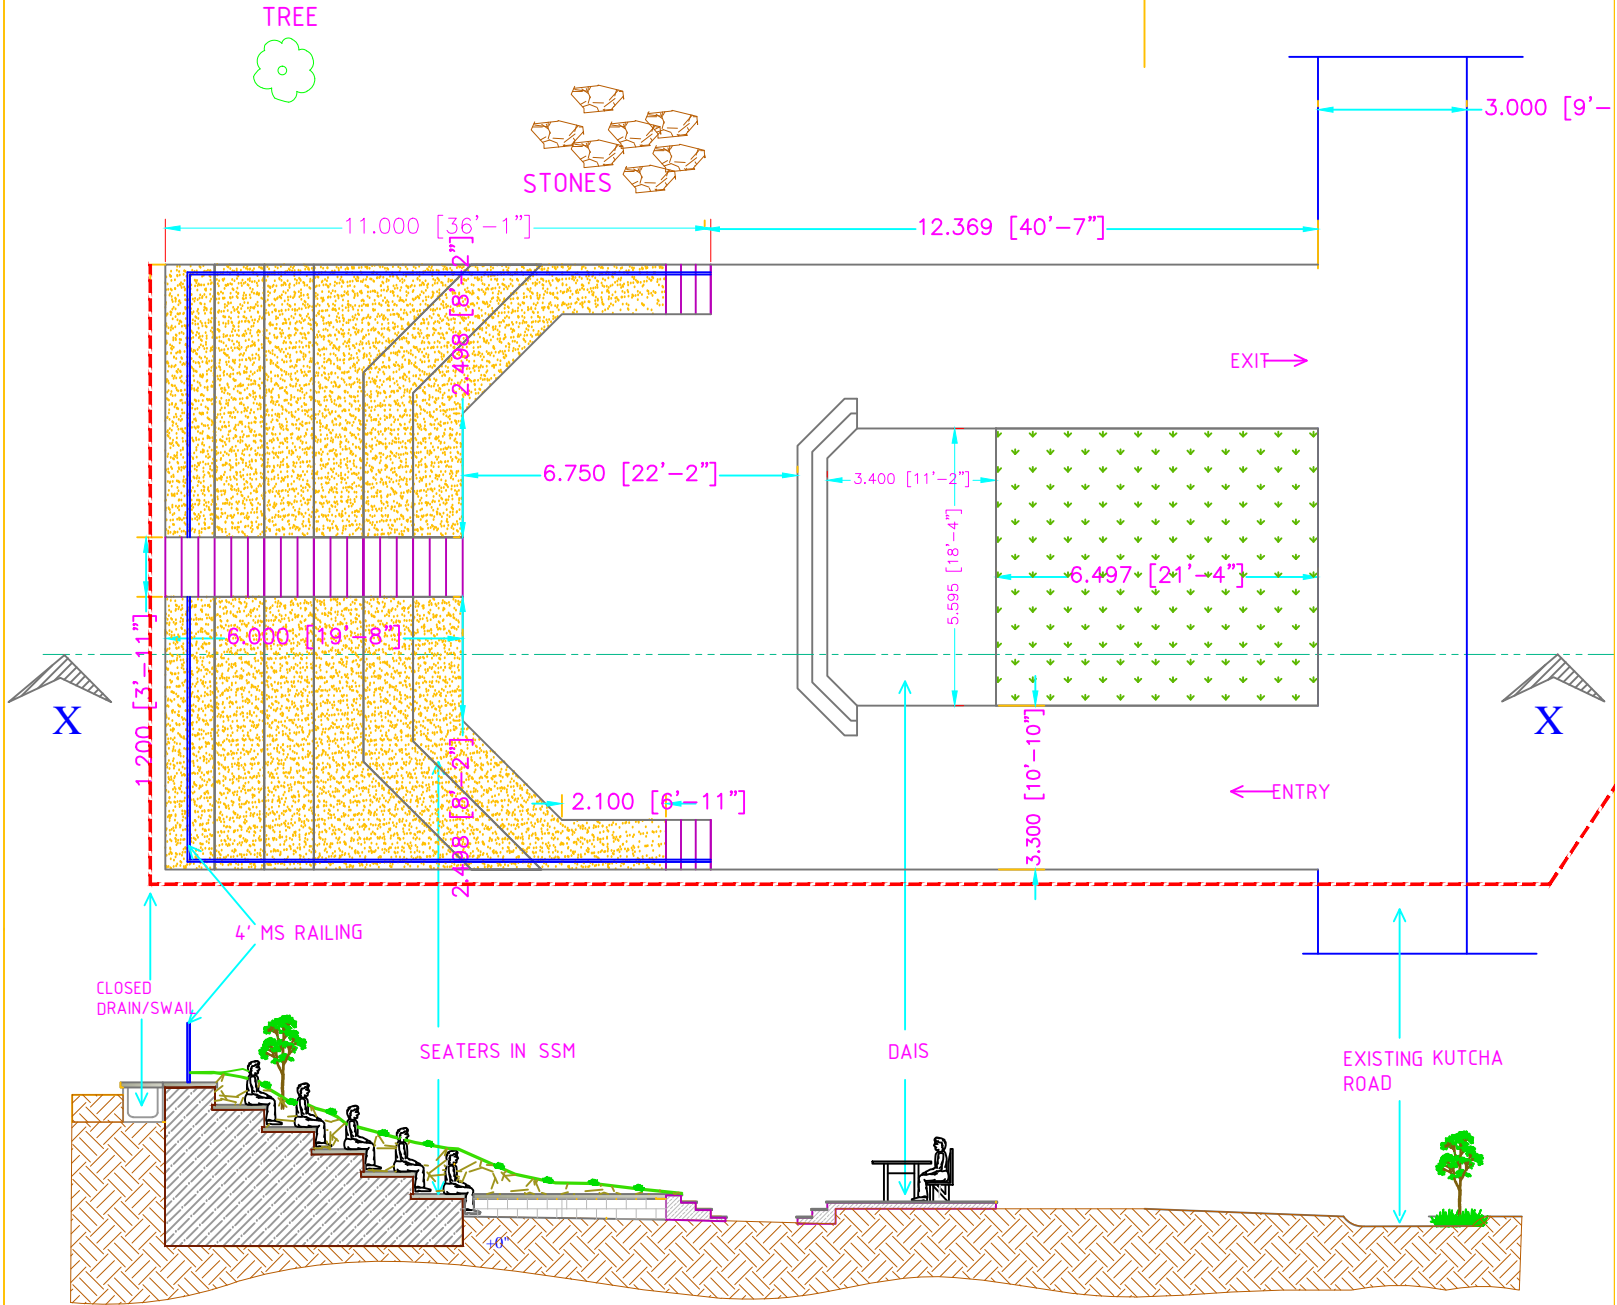 TREE
3.000 [9'-
STONES
11.000 [36'-1"]
12.369 [40'-7"]
2.498 [8'-2"]
EXIT
6.750 [22'-2"]
3.400 [11'-2"]
5.595 [18'-4"]
6.497 [21'-4"]
6.000 [19'-8"]
1.200 [3'-11"]
X
X
2.498 [8'-2"]
2.100 [6'-11"]
3.300 [10'-10"]
ENTRY
4' MS RAILING
CLOSED
DRAIN/SWAIL
SEATERS IN SSM
DAIS
EXISTING KUTCHA
ROAD
+0"